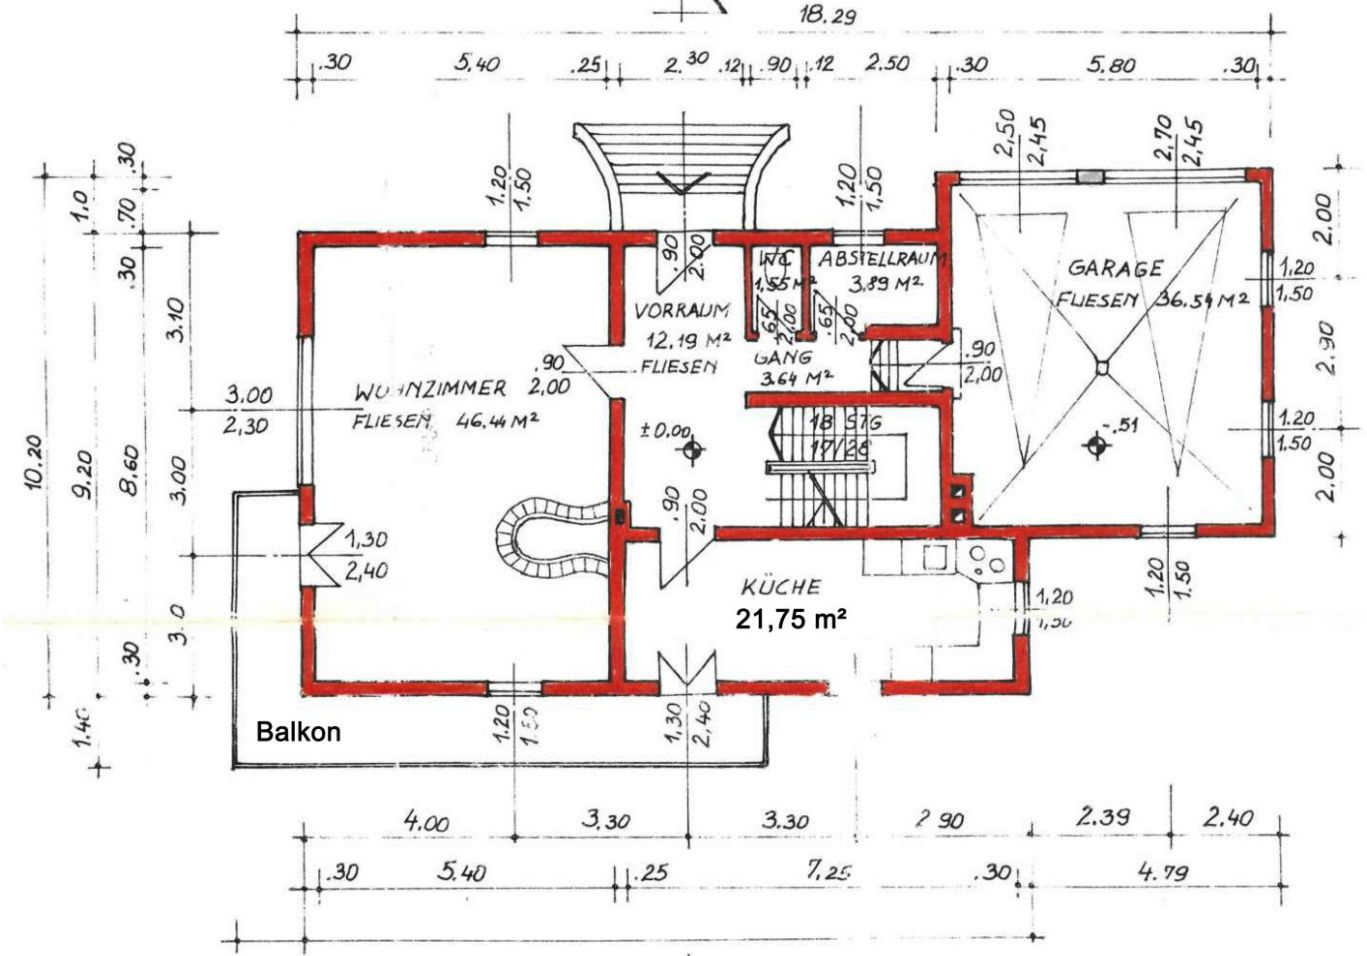 18.29
.30 5.40 .25 2.30 .12 .90 .12 2.50 .30 5.80 .30
2.50
2,45
2,70
2,45
.30
1.0
.70
.30
1.20
1.50
1.20
1,50
2.00
.90
2.00
WC
1,55 M²
ABSTELLRAUM
3,89 M²
GARAGE
FLIESEN 36.54 M²
1,20
1,50
3.10
VORRAUM
12.19 M²
FLIESEN
.65
2,00
.65
2,00
GANG
3.64 M²
.90
2,00
2.90
WOHNZIMMER
FLIESEN 46.44 M²
.90
2,00
3.00
2,30
10.20
9.20
8.60
3.00
±0.00
18 STG
17/28
-.51
1.20
1.50
2.00
.90
2.00
1,30
2,40
KÜCHE
21,75 m²
1.20
1.50
1,20
.30
1.40
Balkon
1.20
1,30
2,40
4.00 3.30 3.30 2 90 2.39 2.40
.30 5.40 .25 7.25 .30 4.79